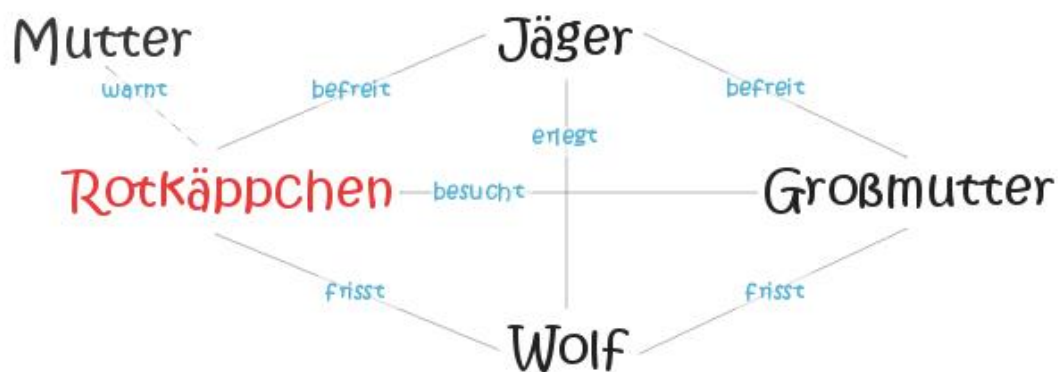 Mutter
Jäger
warnt
befreit
befreit
erlegt
Rotkäppchen
besucht
Großmutter
frisst
frisst
Wolf